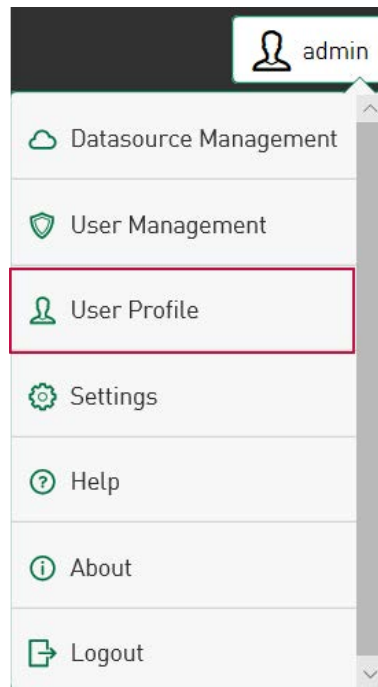 admin
Datasource Management
User Management
User Profile
Settings
Help
About
Logout